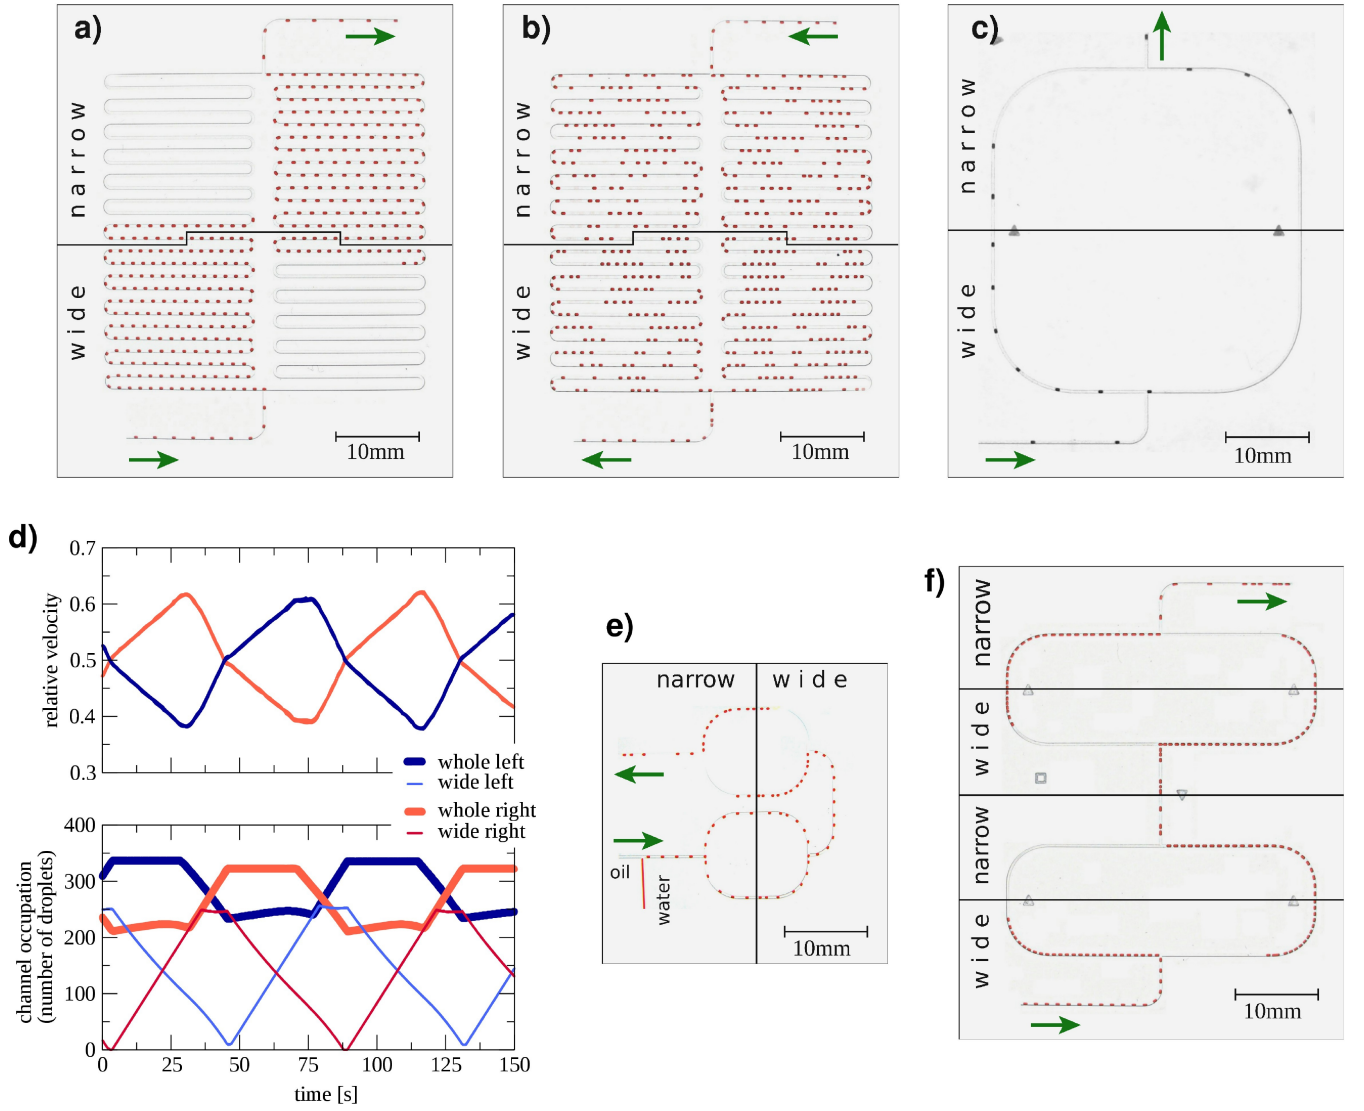 a)
narrow
wide
10mm
b)
narrow
wide
10mm
c)
narrow
wide
10mm
d)
0.7
0.6
0.5
0.4
0.3
relative velocity
whole left
wide left
whole right
wide right
400
300
200
100
0
channel occupation
(number of droplets)
0
25
50
75
100
125
150
time [s]
e)
narrow
wide
oil
water
10mm
f)
narrow
wide
narrow
wide
10mm